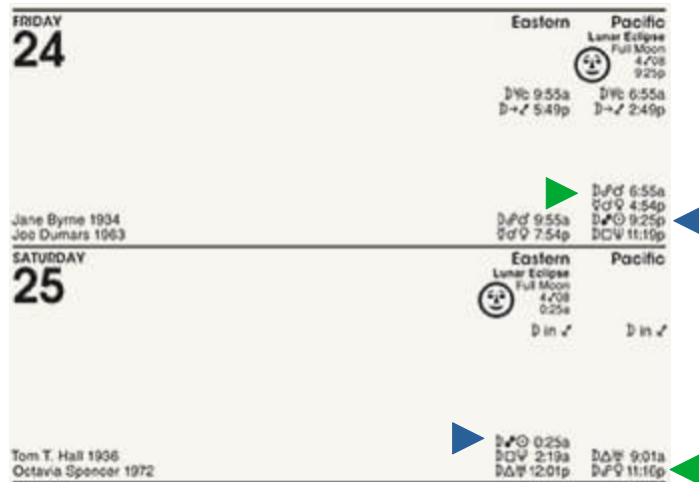 FRIDAY
24
Eastern Pacific
Lunar Eclipse
Full Moon
4♐08
9:25p
☽v/c 9:55a ☽v/c 6:55a
☽→♐ 5:49p ☽→♐ 2:49p
☽☍♂ 6:55a
☿☌♀ 4:54p
Jane Byrne 1934 ☽☍♂ 9:55a ☽☍☉ 9:25p
Joe Dumars 1963 ☿☌♀ 7:54p ☽□♆ 11:19p
SATURDAY
25
Eastern Pacific
Lunar Eclipse
Full Moon
4♐08
0:25a
☽ in ♐ ☽ in ♐
☽☍☉ 0:25a
Tom T. Hall 1936 ☽□♆ 2:19a ☽△♅ 9:01a
Octavia Spencer 1972 ☽△♅ 12:01p ☽☍♀ 11:16p